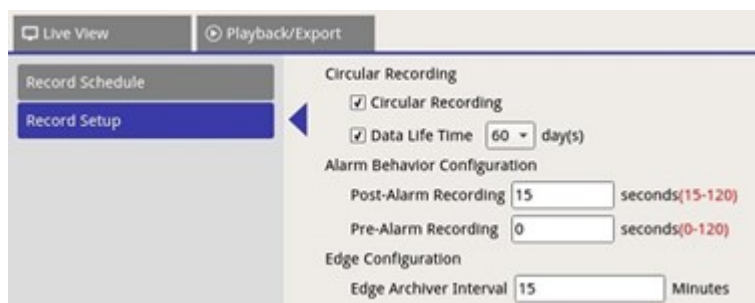 Live View Playback/Export
Record Schedule
Record Setup
Circular Recording
Circular Recording
Data Life Time 60 day(s)
Alarm Behavior Configuration
Post-Alarm Recording 15 seconds(15-120)
Pre-Alarm Recording 0 seconds(0-120)
Edge Configuration
Edge Archiver Interval 15 Minutes